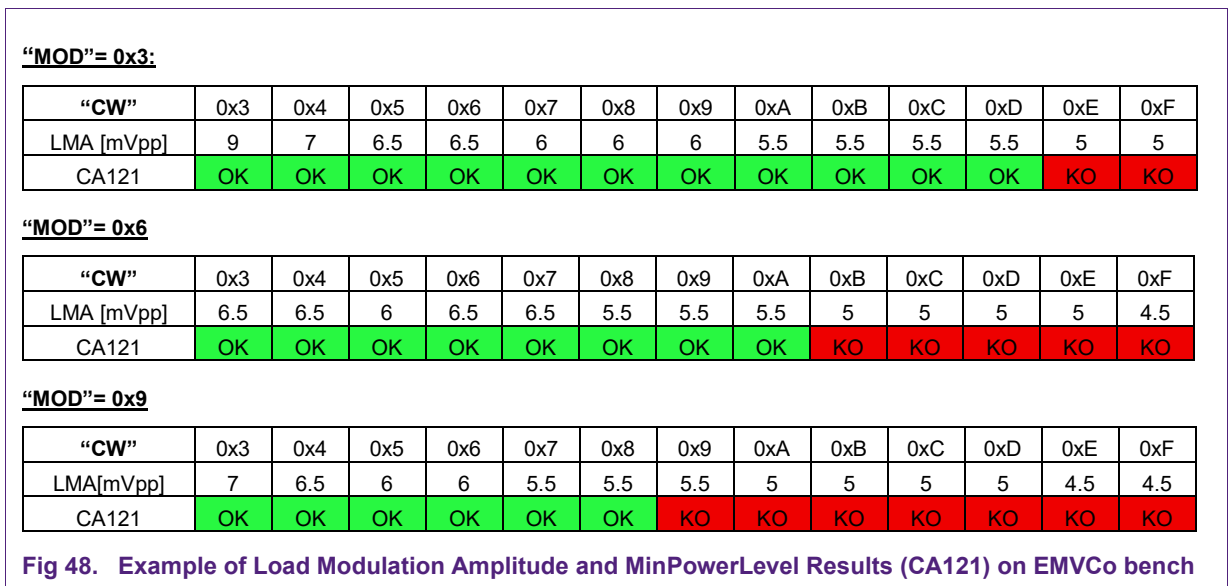 “MOD”= 0x3:
“CW” 0x3 0x4 0x5 0x6 0x7 0x8 0x9 0xA 0xB 0xC 0xD 0xE 0xF
LMA [mVpp] 9 7 6.5 6.5 6 6 6 5.5 5.5 5.5 5.5 5 5
CA121 OK OK OK OK OK OK OK OK OK OK OK KO KO
“MOD”= 0x6
“CW” 0x3 0x4 0x5 0x6 0x7 0x8 0x9 0xA 0xB 0xC 0xD 0xE 0xF
LMA [mVpp] 6.5 6.5 6 6.5 6.5 5.5 5.5 5.5 5 5 5 5 4.5
CA121 OK OK OK OK OK OK OK OK KO KO KO KO KO
“MOD”= 0x9
“CW” 0x3 0x4 0x5 0x6 0x7 0x8 0x9 0xA 0xB 0xC 0xD 0xE 0xF
LMA[mVpp] 7 6.5 6 6 5.5 5.5 5.5 5 5 5 5 4.5 4.5
CA121 OK OK OK OK OK OK KO KO KO KO KO KO KO
Fig 48. Example of Load Modulation Amplitude and MinPowerLevel Results (CA121) on EMVCo bench